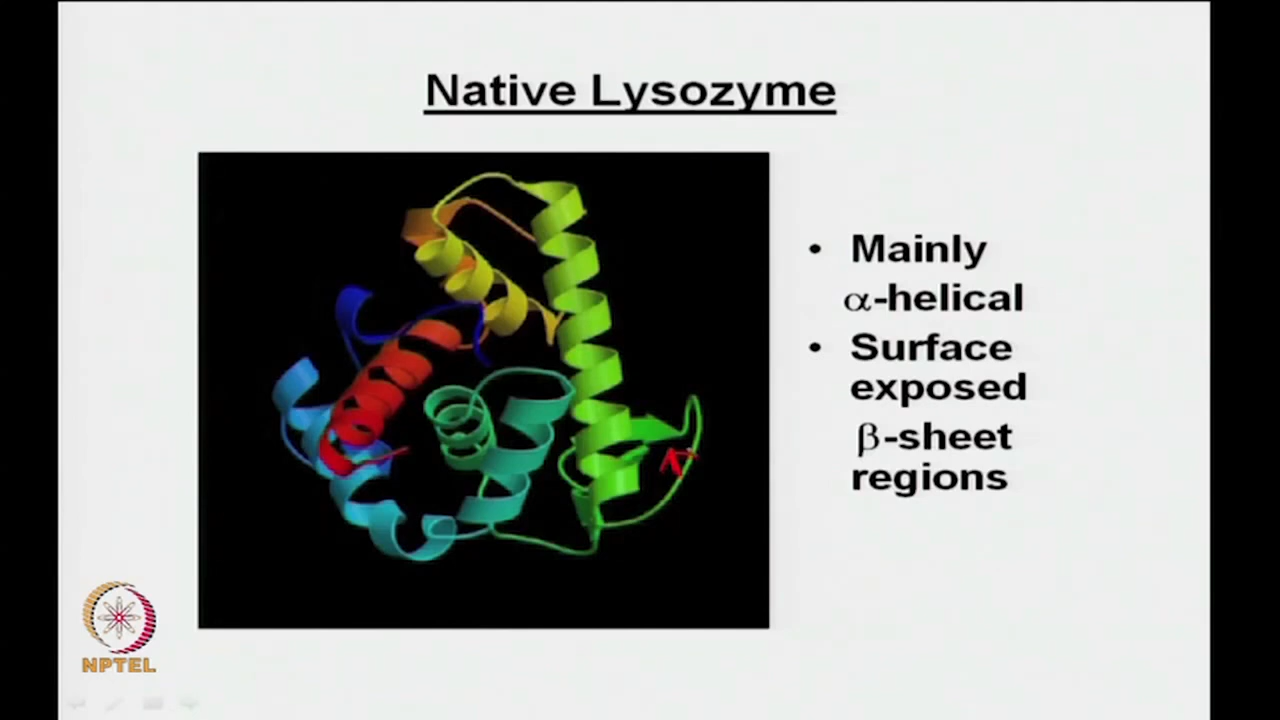 Native Lysozyme
• Mainly
α-helical
• Surface
exposed
β-sheet
regions
NPTEL